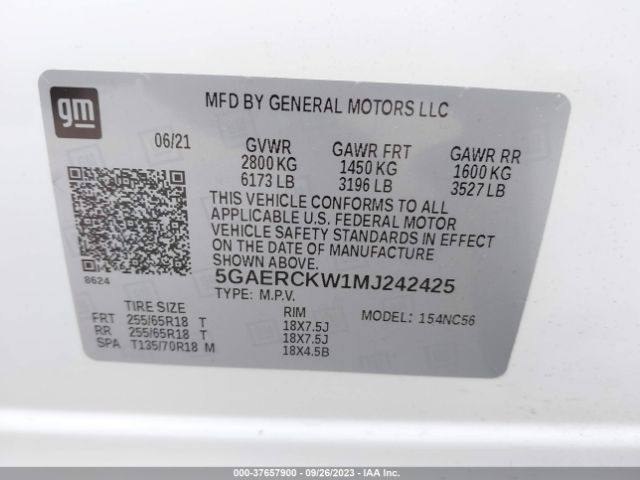 gm
MFD BY GENERAL MOTORS LLC
06/21 GVWR GAWR FRT GAWR RR
2800 KG 1450 KG 1600 KG
6173 LB 3196 LB 3527 LB
THIS VEHICLE CONFORMS TO ALL
APPLICABLE U.S. FEDERAL MOTOR
VEHICLE SAFETY STANDARDS IN EFFECT
ON THE DATE OF MANUFACTURE
SHOWN ABOVE.
8624
5GAERCKW1MJ242425
TYPE: M.P.V.
TIRE SIZE RIM MODEL: 154NC56
FRT 255/65R18 T 18X7.5J
RR 255/65R18 T 18X7.5J
SPA T135/70R18 M 18X4.5B
000-37657900 - 09/26/2023 - IAA Inc.